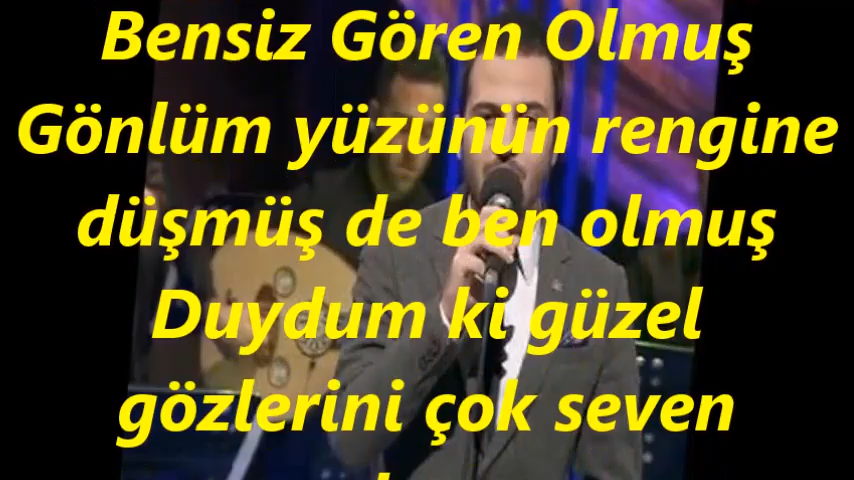 Bensiz Gören Olmuş
Gönlüm yüzünün rengine
düşmüş de ben olmuş
Duydum ki güzel
gözlerini çok seven